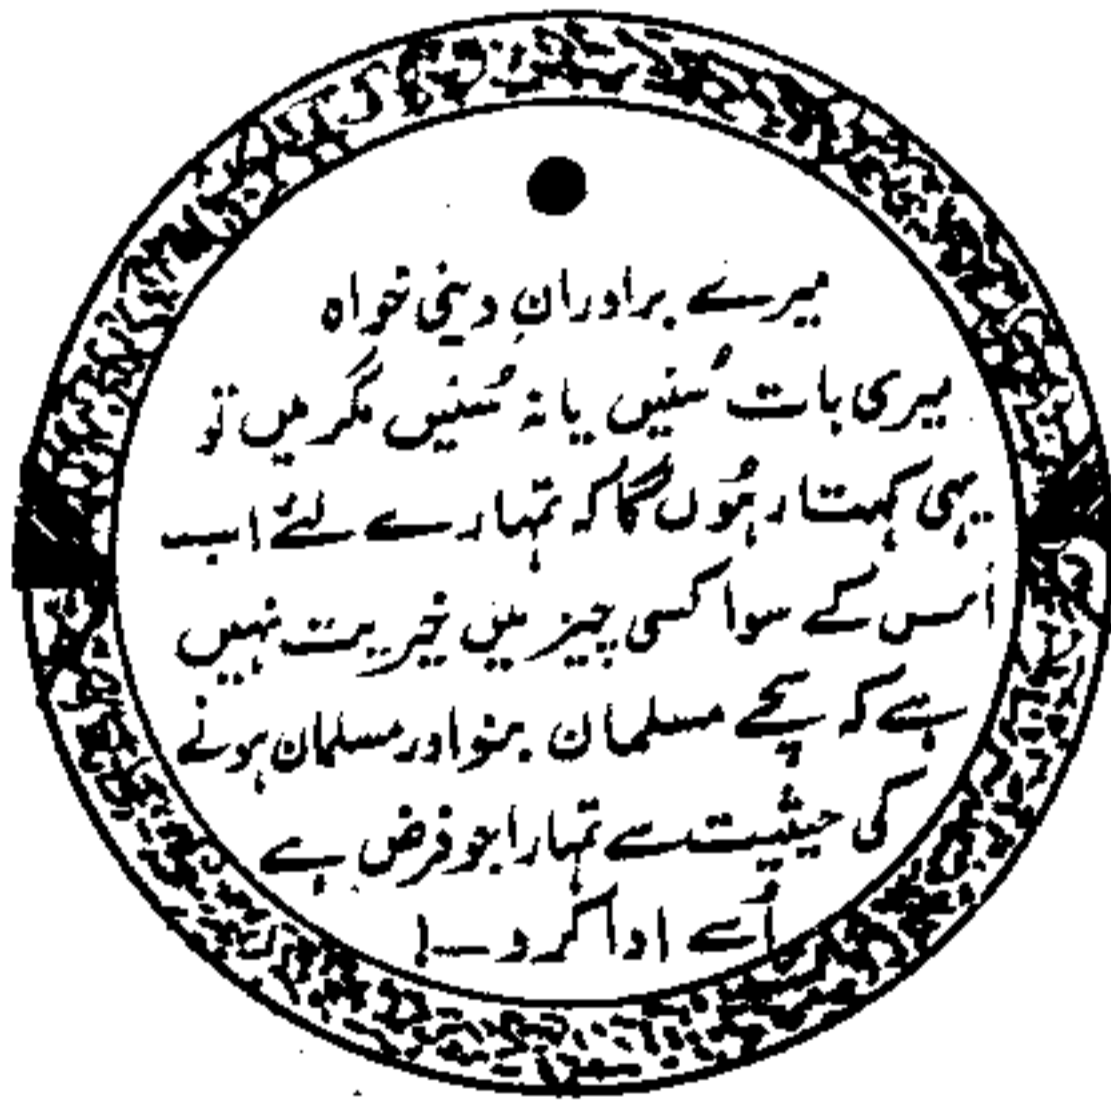 میرے برادرانِ دینی خواہ
میری بات سُنیں یا نہ سُنیں مگر میں تو
یہی کہتا رہُوں گا کہ تمہارے لئے اب
اس کے سوا کسی چیز میں خیریت نہیں
ہے کہ سچے مسلمان بنو اور مسلمان ہونے
کی حیثیت سے تمہارا جو فرض ہے
اُسے ادا کرو۔۔!